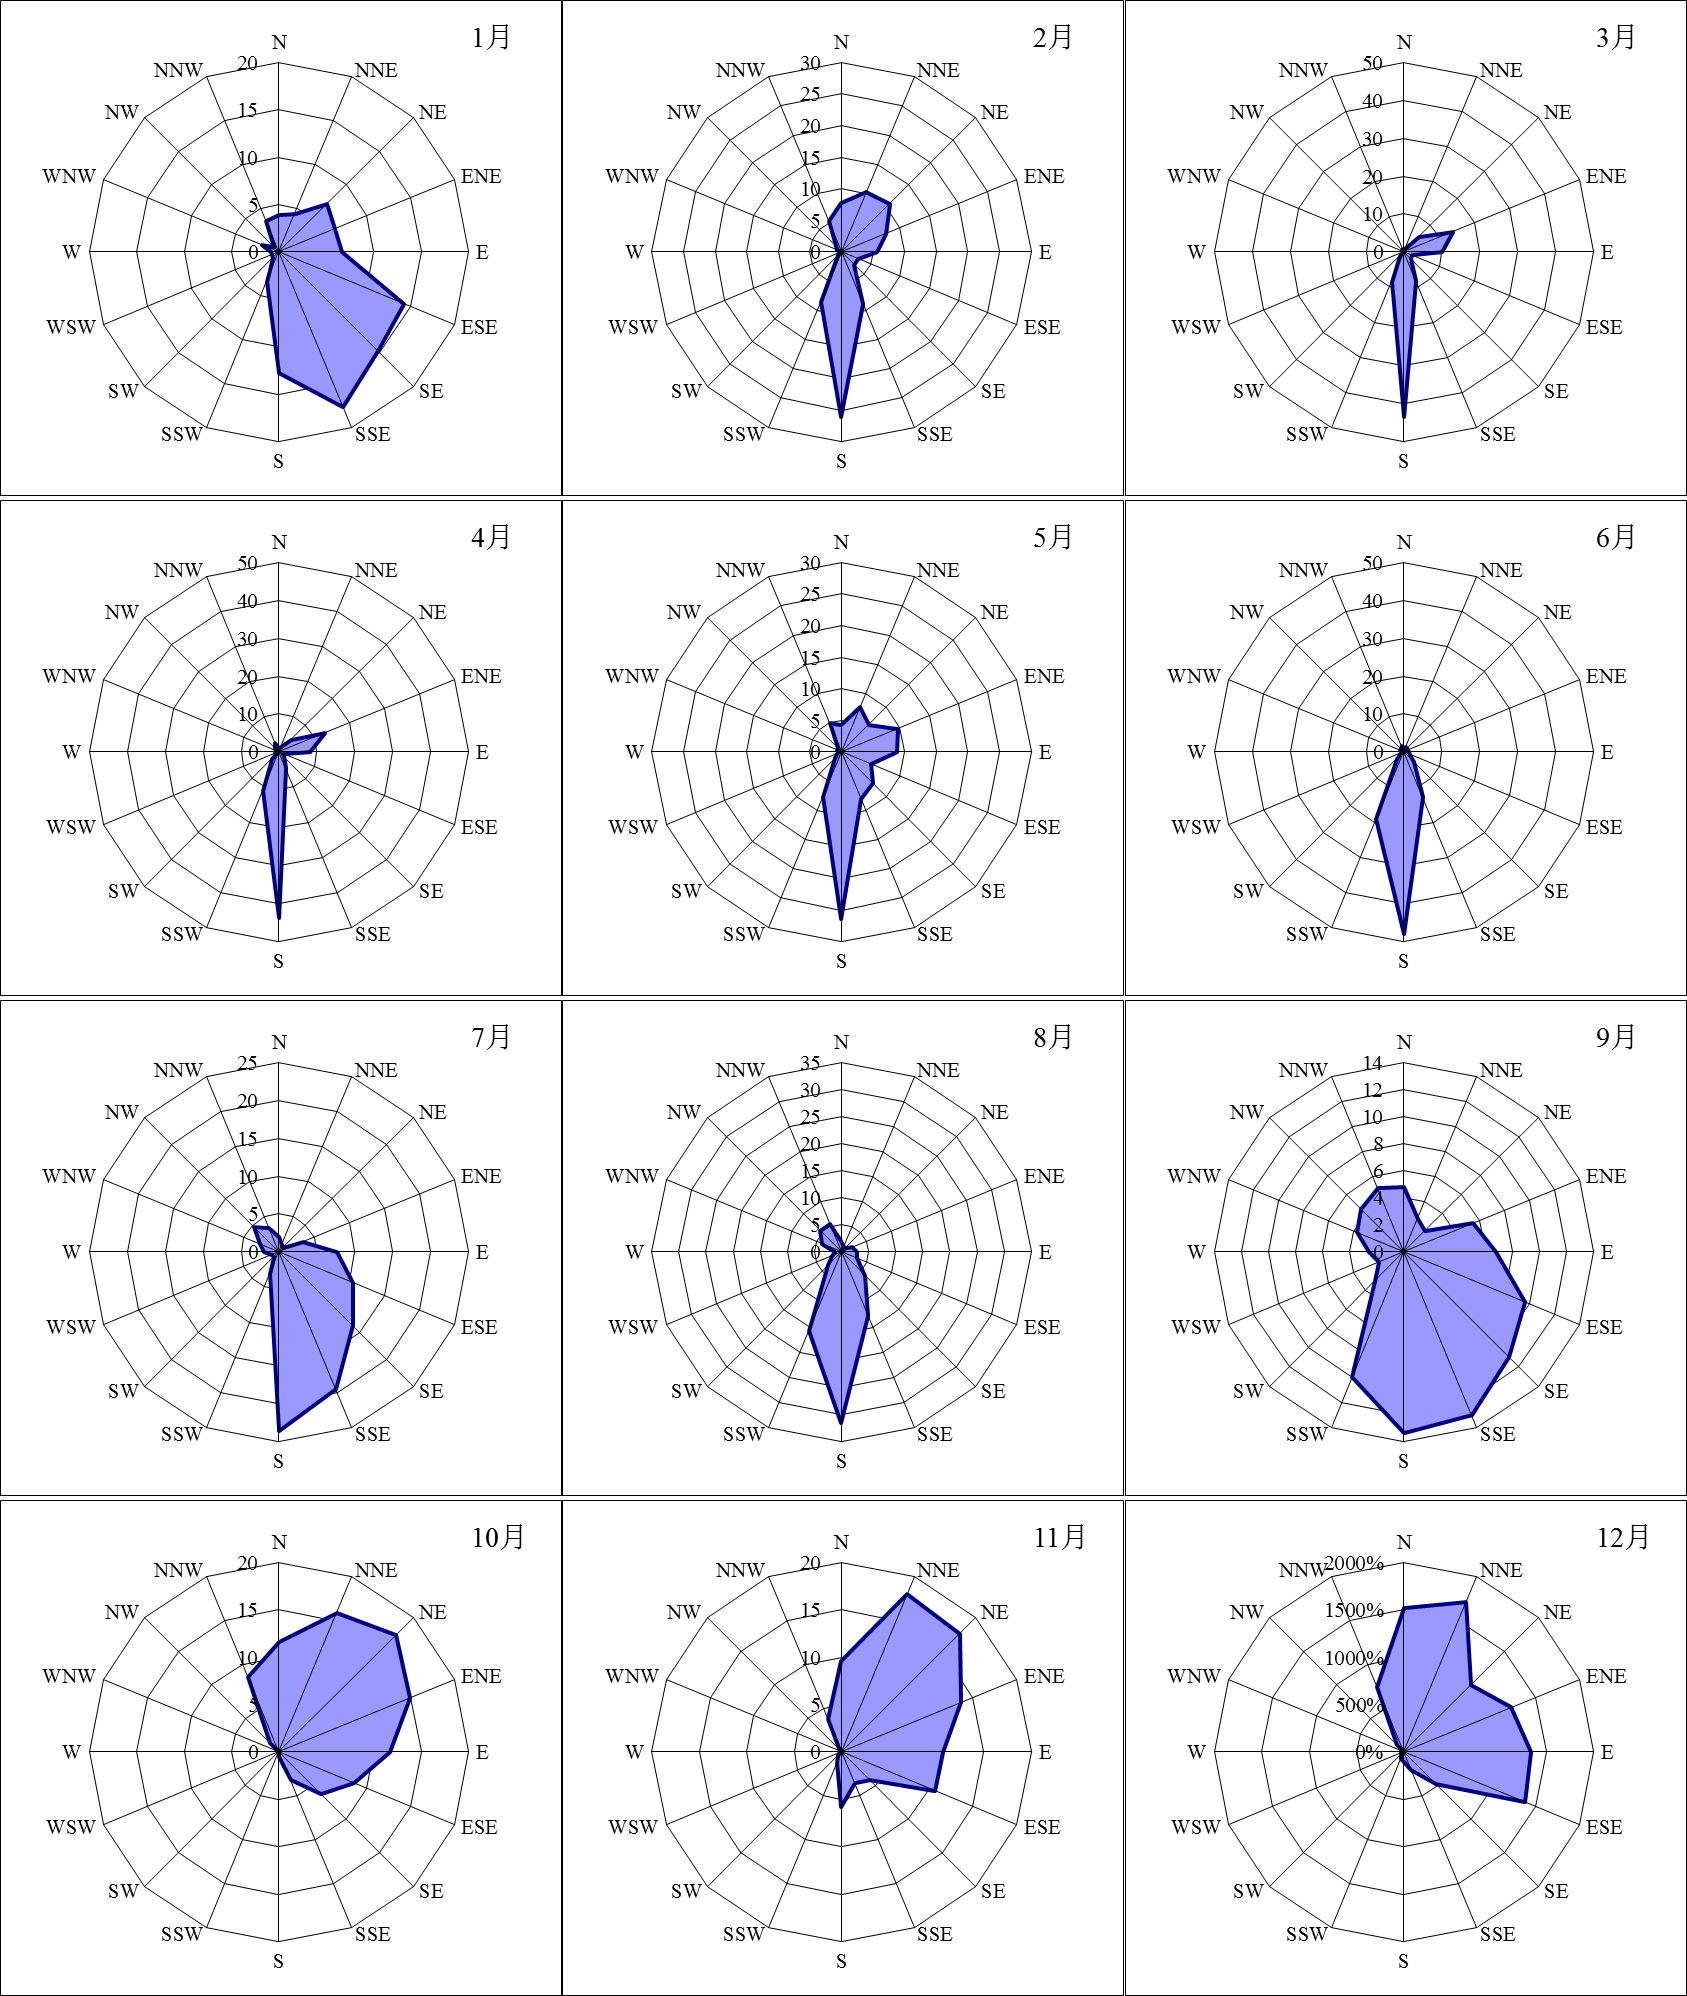 1月
N
NNE
NE
ENE
E
ESE
SE
SSE
S
SSW
SW
WSW
W
WNW
NW
NNW
20
15
10
5
0
2月
N
NNE
NE
ENE
E
ESE
SE
SSE
S
SSW
SW
WSW
W
WNW
NW
NNW
30
25
20
15
10
5
0
3月
N
NNE
NE
ENE
E
ESE
SE
SSE
S
SSW
SW
WSW
W
WNW
NW
NNW
50
40
30
20
10
0
4月
N
NNE
NE
ENE
E
ESE
SE
SSE
S
SSW
SW
WSW
W
WNW
NW
NNW
50
40
30
20
10
0
5月
N
NNE
NE
ENE
E
ESE
SE
SSE
S
SSW
SW
WSW
W
WNW
NW
NNW
30
25
20
15
10
5
0
6月
N
NNE
NE
ENE
E
ESE
SE
SSE
S
SSW
SW
WSW
W
WNW
NW
NNW
50
40
30
20
10
0
7月
N
NNE
NE
ENE
E
ESE
SE
SSE
S
SSW
SW
WSW
W
WNW
NW
NNW
25
20
15
10
5
0
8月
N
NNE
NE
ENE
E
ESE
SE
SSE
S
SSW
SW
WSW
W
WNW
NW
NNW
35
30
25
20
15
10
5
0
9月
N
NNE
NE
ENE
E
ESE
SE
SSE
S
SSW
SW
WSW
W
WNW
NW
NNW
14
12
10
8
6
4
2
0
10月
N
NNE
NE
ENE
E
ESE
SE
SSE
S
SSW
SW
WSW
W
WNW
NW
NNW
20
15
10
5
0
11月
N
NNE
NE
ENE
E
ESE
SE
SSE
S
SSW
SW
WSW
W
WNW
NW
NNW
20
15
10
5
0
12月
N
NNE
NE
ENE
E
ESE
SE
SSE
S
SSW
SW
WSW
W
WNW
NW
NNW
2000%
1500%
1000%
500%
0%